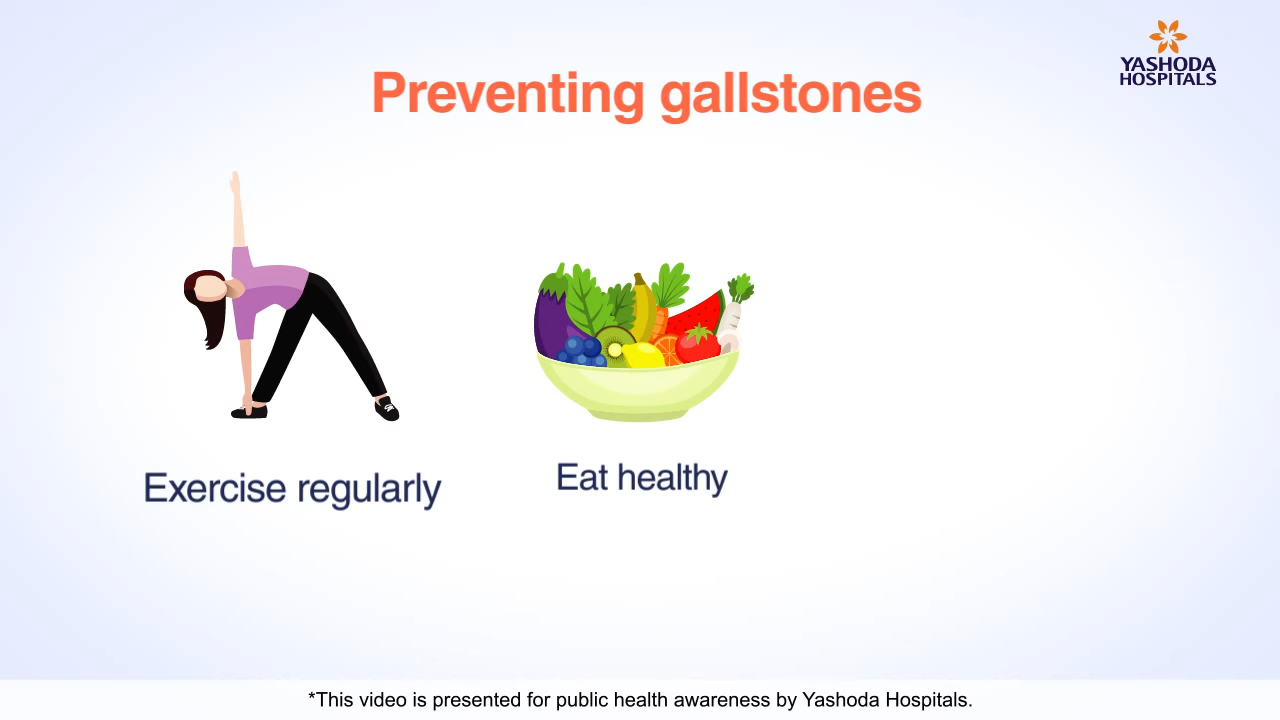 YASHODA
HOSPITALS
Preventing gallstones
Exercise regularly
Eat healthy
*This video is presented for public health awareness by Yashoda Hospitals.